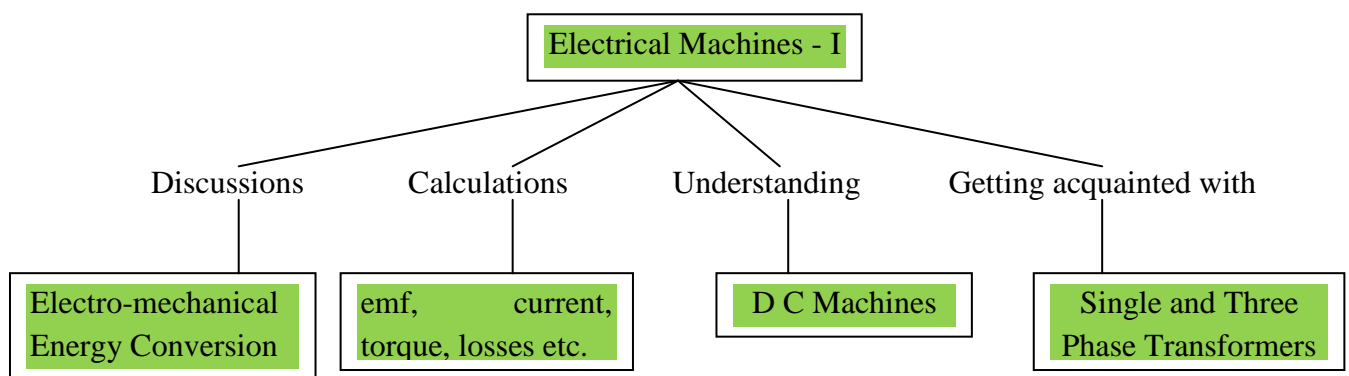 Electrical Machines - I
Discussions
Calculations
Understanding
Getting acquainted with
Electro-mechanical
Energy Conversion
emf, current,
torque, losses etc.
D C Machines
Single and Three
Phase Transformers